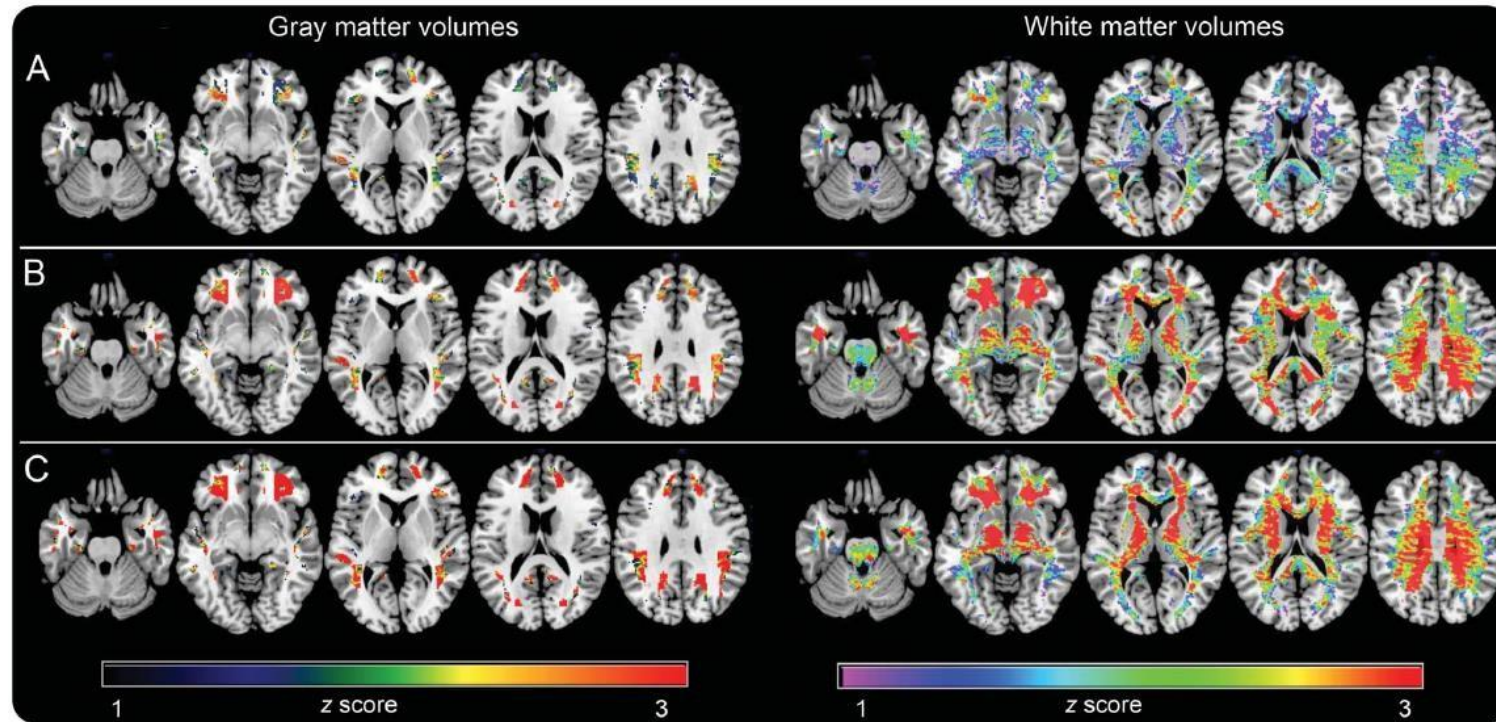 Gray matter volumes
White matter volumes
A
B
C
1 z score 3
1 z score 3